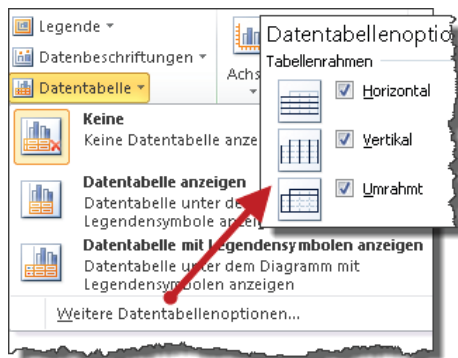 Legende
Datenbeschriftungen
Datentabelle
Achs
Keine
Keine Datentabelle anze
Datentabelle anzeigen
Datentabelle unter de
Legendensymbole anzeig
Datentabelle mit Legendensymbolen anzeigen
Datentabelle unter dem Diagramm mit
Legendensymbolen anzeigen
Weitere Datentabellenoptionen...
Datentabellenoptio
Tabellenrahmen
Horizontal
Vertikal
Umrahmt